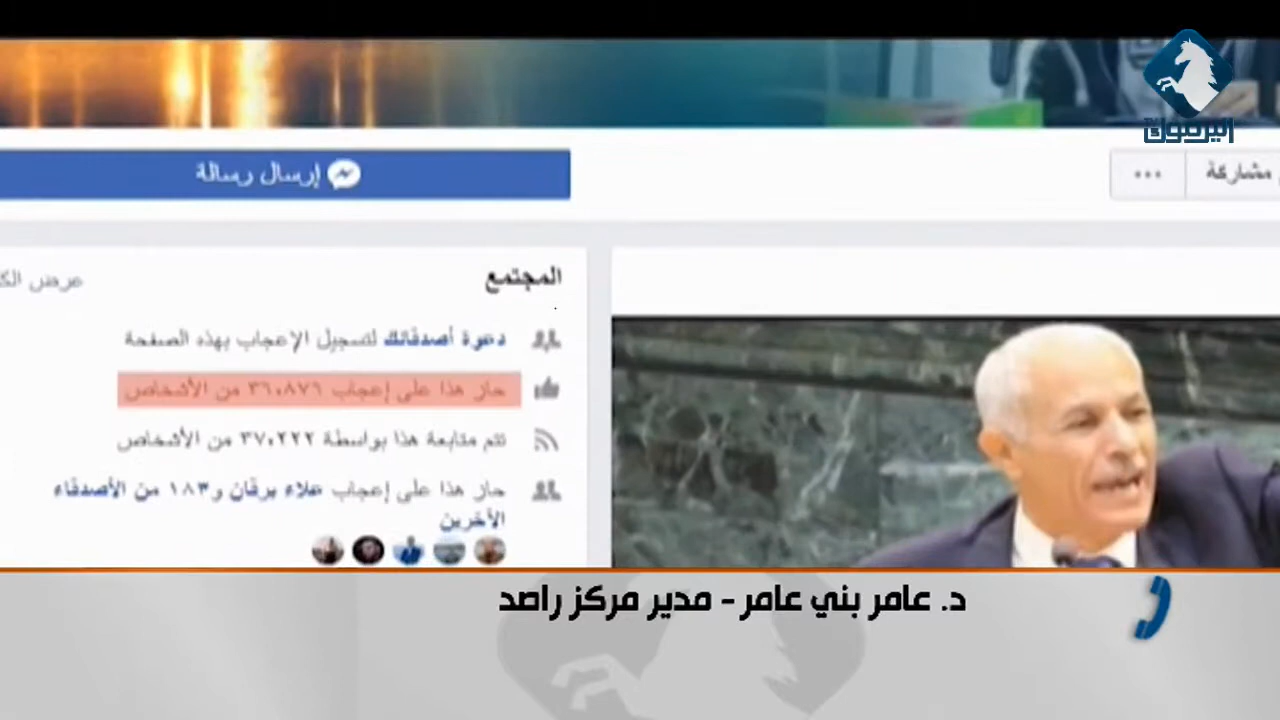 اليرموك
مشاركة
إرسال رسالة
المجتمع
دعوة أصدقائك لتسجيل الإعجاب بهذه الصفحة
حاز هذا على إعجاب ٣٦٠٨٧٦ من الأشخاص
تتم متابعة هذا بواسطة ٣٧٠٢٢٢ من الأشخاص
حاز هذا على إعجاب علاء برقان و١٨٣ من الأصدقاء
الآخرين
د. عامر بني عامر - مدير مركز راصد